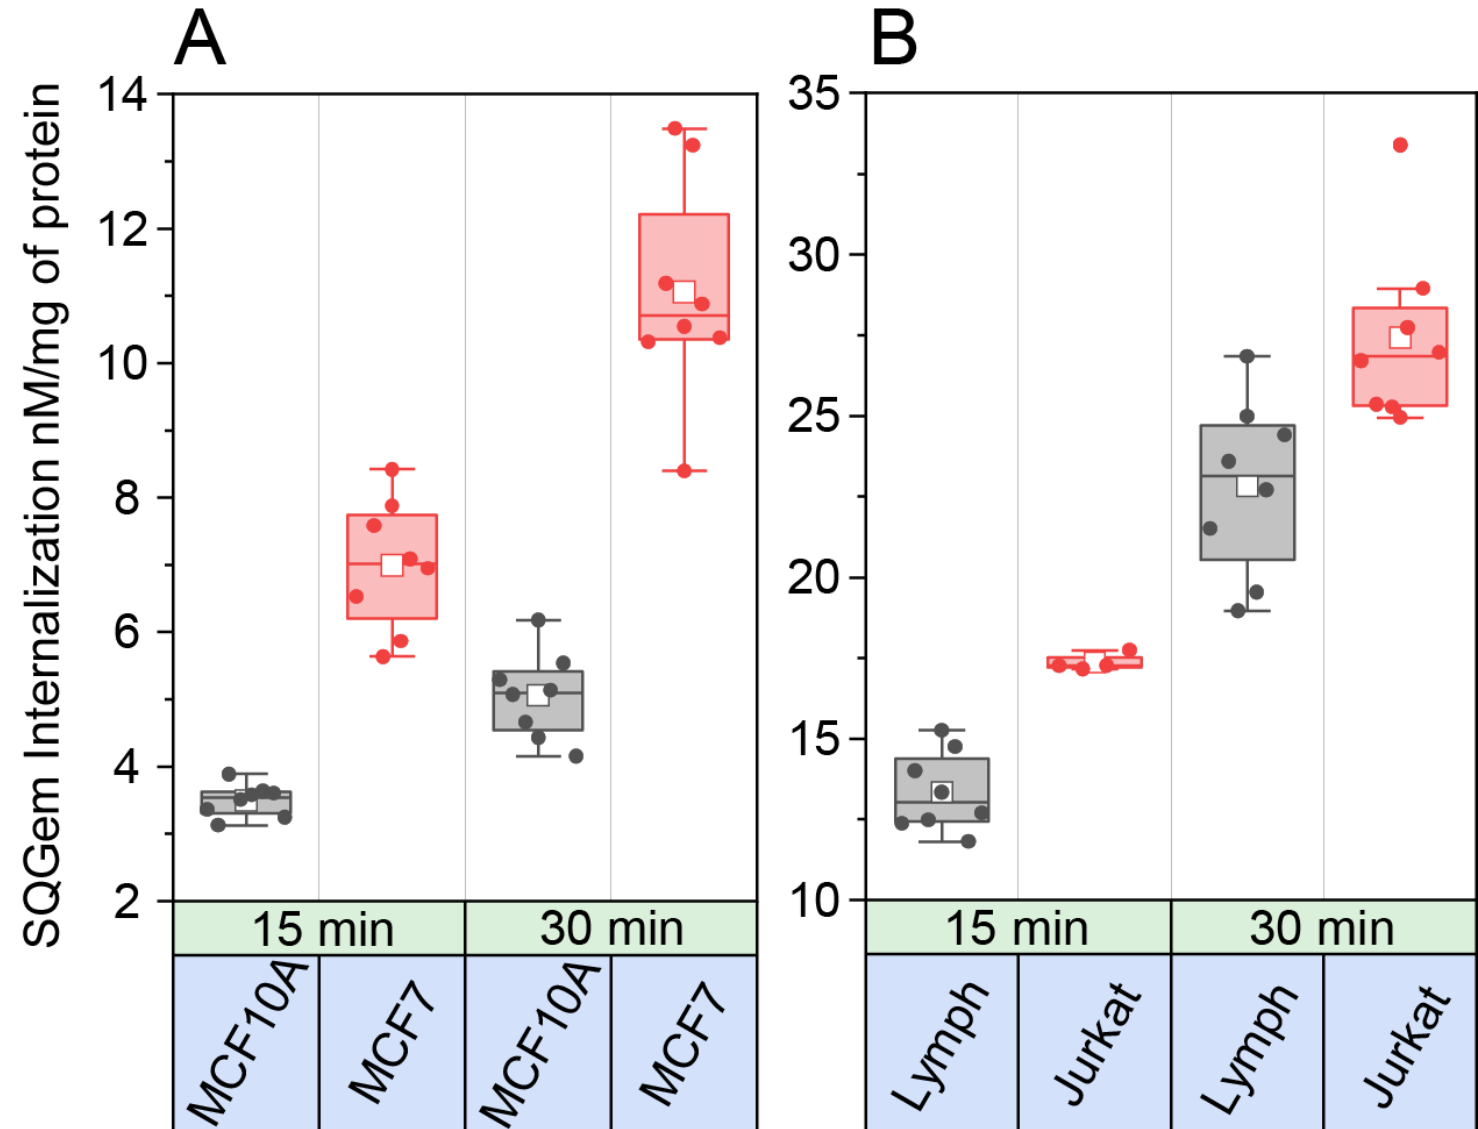 A
B
SQGem Internalization nM/mg of protein
14
12
10
8
6
4
2
35
30
25
20
15
10
15 min
30 min
15 min
30 min
MCF10A
MCF7
MCF10A
MCF7
Lymph
Jurkat
Lymph
Jurkat